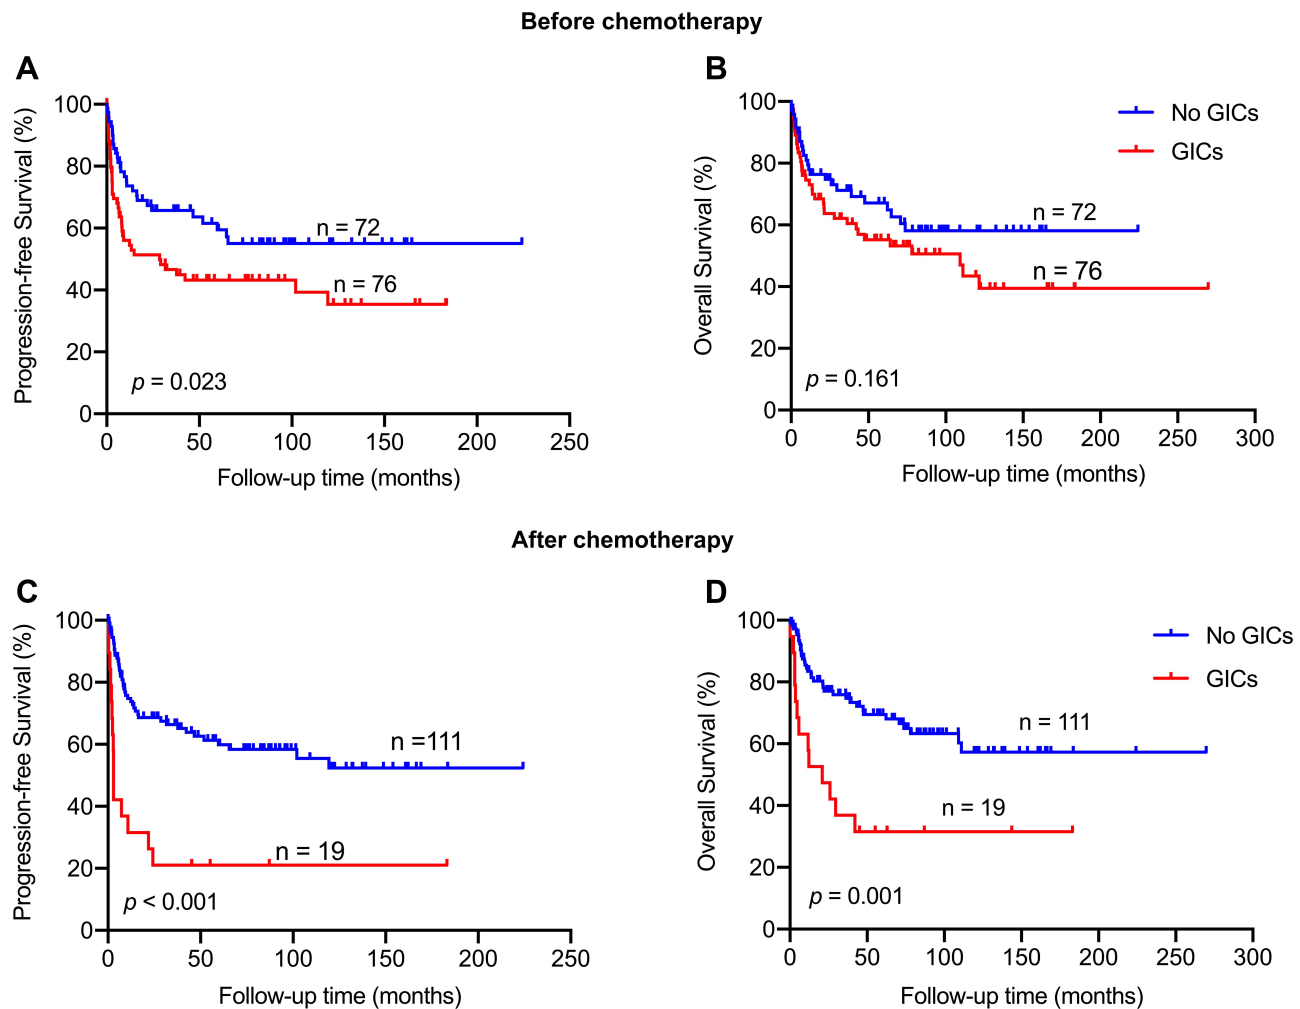 Before chemotherapy
A
Progression-free Survival (%)
100
80
60
40
20
0
n = 72
n = 76
p = 0.023
0 50 100 150 200 250
Follow-up time (months)
B
Overall Survival (%)
100
80
60
40
20
0
No GICs
GICs
n = 72
n = 76
p = 0.161
0 50 100 150 200 250 300
Follow-up time (months)
After chemotherapy
C
Progression-free Survival (%)
100
80
60
40
20
0
n =111
n = 19
p < 0.001
0 50 100 150 200 250
Follow-up time (months)
D
Overall Survival (%)
100
80
60
40
20
0
No GICs
GICs
n = 111
n = 19
p = 0.001
0 50 100 150 200 250 300
Follow-up time (months)